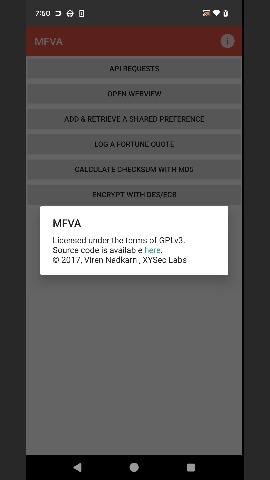 7:50
MFVA
API REQUESTS
OPEN WEBVIEW
ADD & RETRIEVE A SHARED PREFERENCE
LOG A FORTUNE QUOTE
CALCULATE CHECKSUM WITH MD5
ENCRYPT WITH DES/ECB
MFVA
Licensed under the terms of GPLv3.
Source code is available here.
© 2017, Viren Nadkarni, XYSec Labs